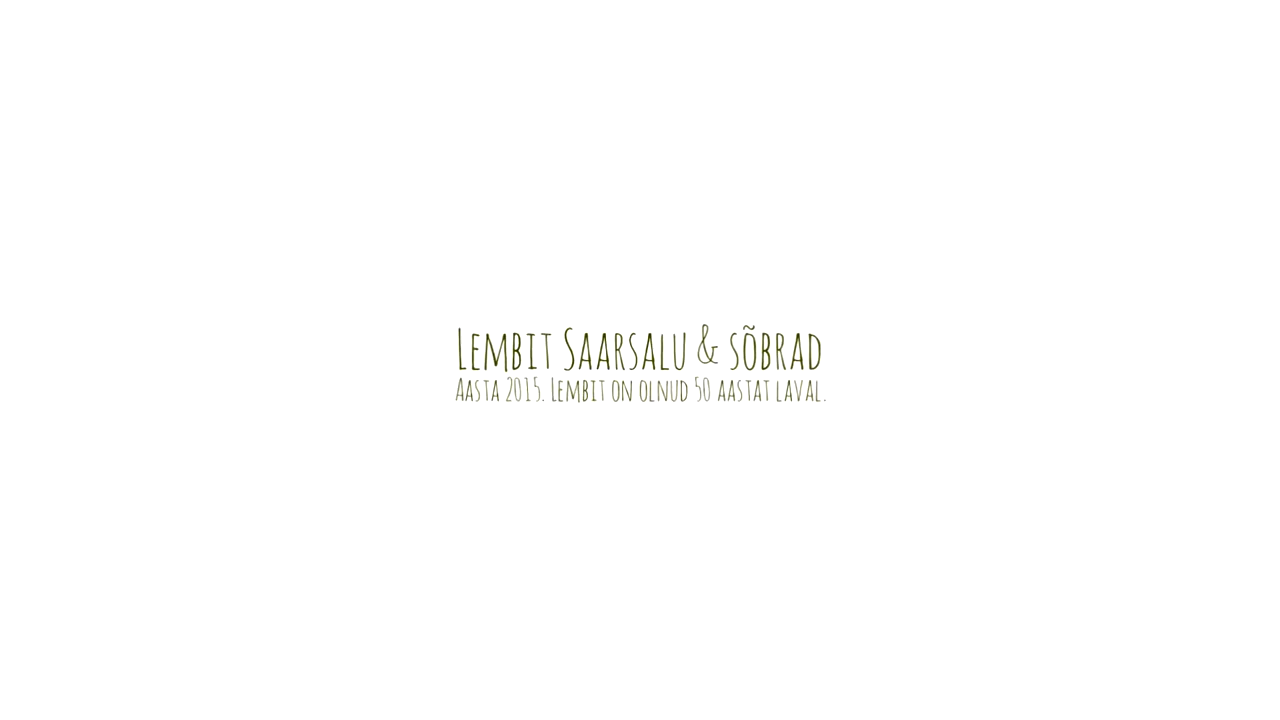 Lembit Saarsalu & sõbrad
Aasta 2015. Lembit on olnud 50 aastat laval.